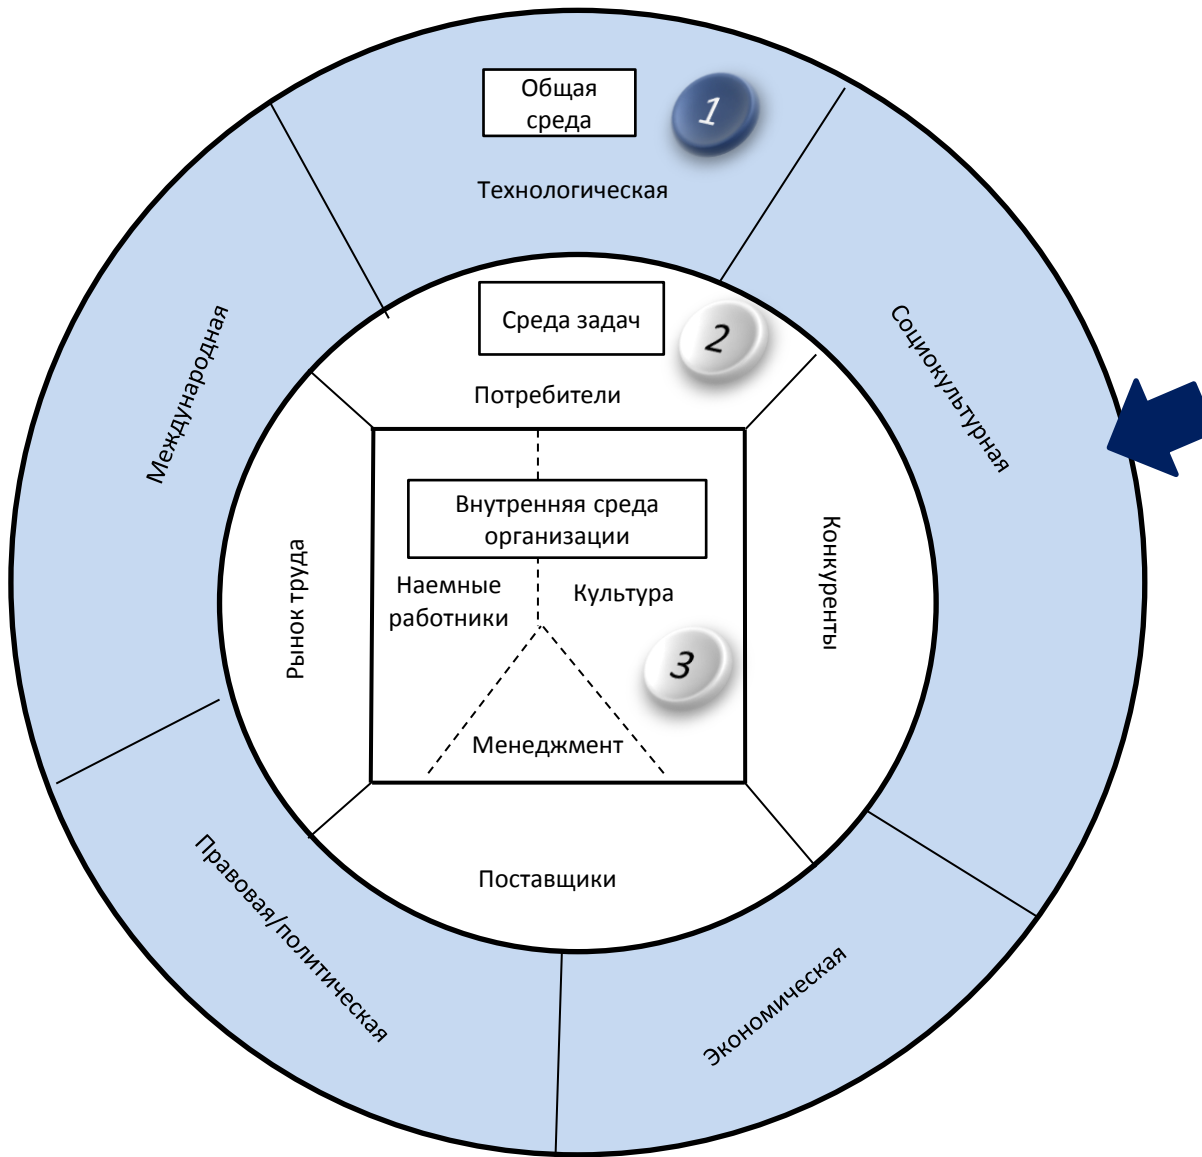 Общая
среда
1
Технологическая
Международная
Социокультурная
Среда задач
2
Потребители
Внутренняя среда
организации
Рынок труда
Конкуренты
Наемные
работники
Культура
3
Менеджмент
Поставщики
Правовая/политическая
Экономическая